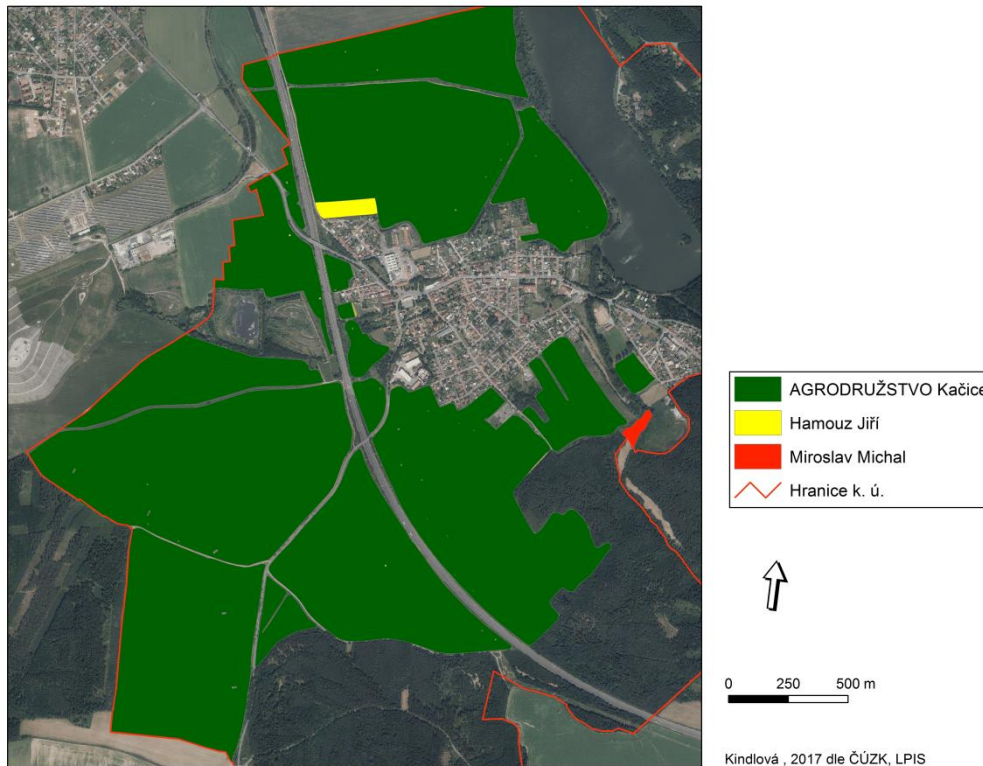 AGRODRUŽSTVO Kačice
Hamouz Jiří
Miroslav Michal
Hranice k. ú.
0 250 500 m
Kindlová , 2017 dle ČÚZK, LPIS